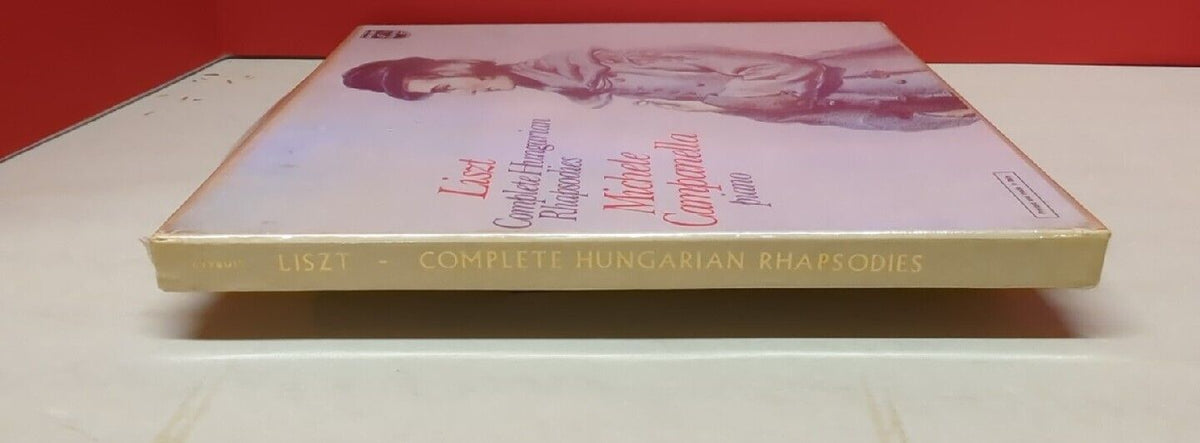 Liszt
Complete Hungarian
Rhapsodies
Michele
Campanella
piano
LISZT - COMPLETE HUNGARIAN RHAPSODIES